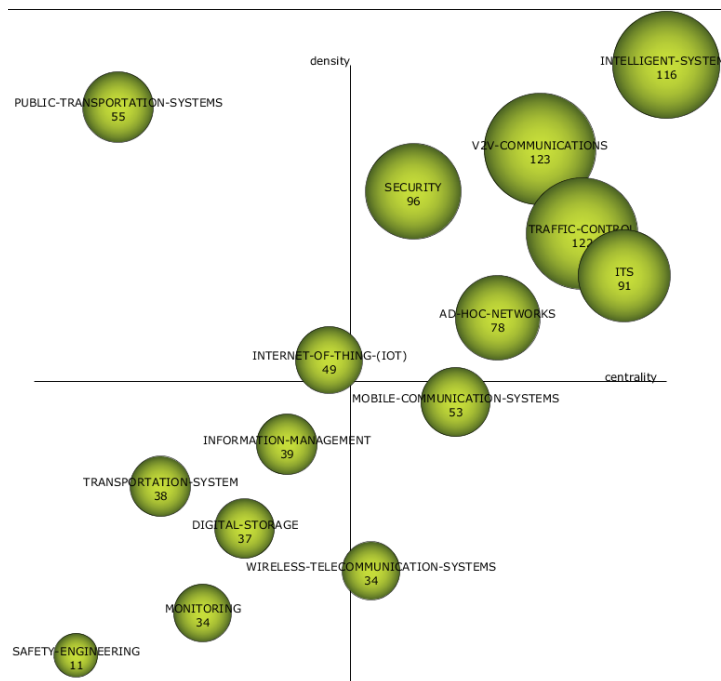 density
INTELLIGENT-SYSTEM
116
PUBLIC-TRANSPORTATION-SYSTEMS
55
V2V-COMMUNICATIONS
123
SECURITY
96
TRAFFIC-CONTROL
122
ITS
91
AD-HOC-NETWORKS
78
INTERNET-OF-THING-(IOT)
49
centrality
MOBILE-COMMUNICATION-SYSTEMS
53
INFORMATION-MANAGEMENT
39
TRANSPORTATION-SYSTEM
38
DIGITAL-STORAGE
37
WIRELESS-TELECOMMUNICATION-SYSTEMS
34
MONITORING
34
SAFETY-ENGINEERING
11